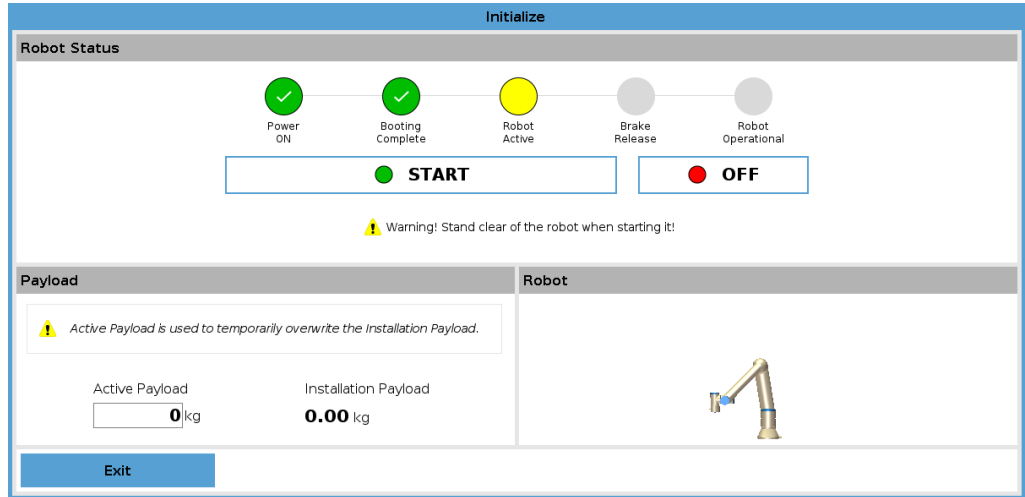 Initialize
Robot Status
Power
ON
Booting
Complete
Robot
Active
Brake
Release
Robot
Operational
START
OFF
Warning! Stand clear of the robot when starting it!
Payload
Robot
Active Payload is used to temporarily overwrite the Installation Payload.
Active Payload
Installation Payload
0 kg
0.00 kg
Exit